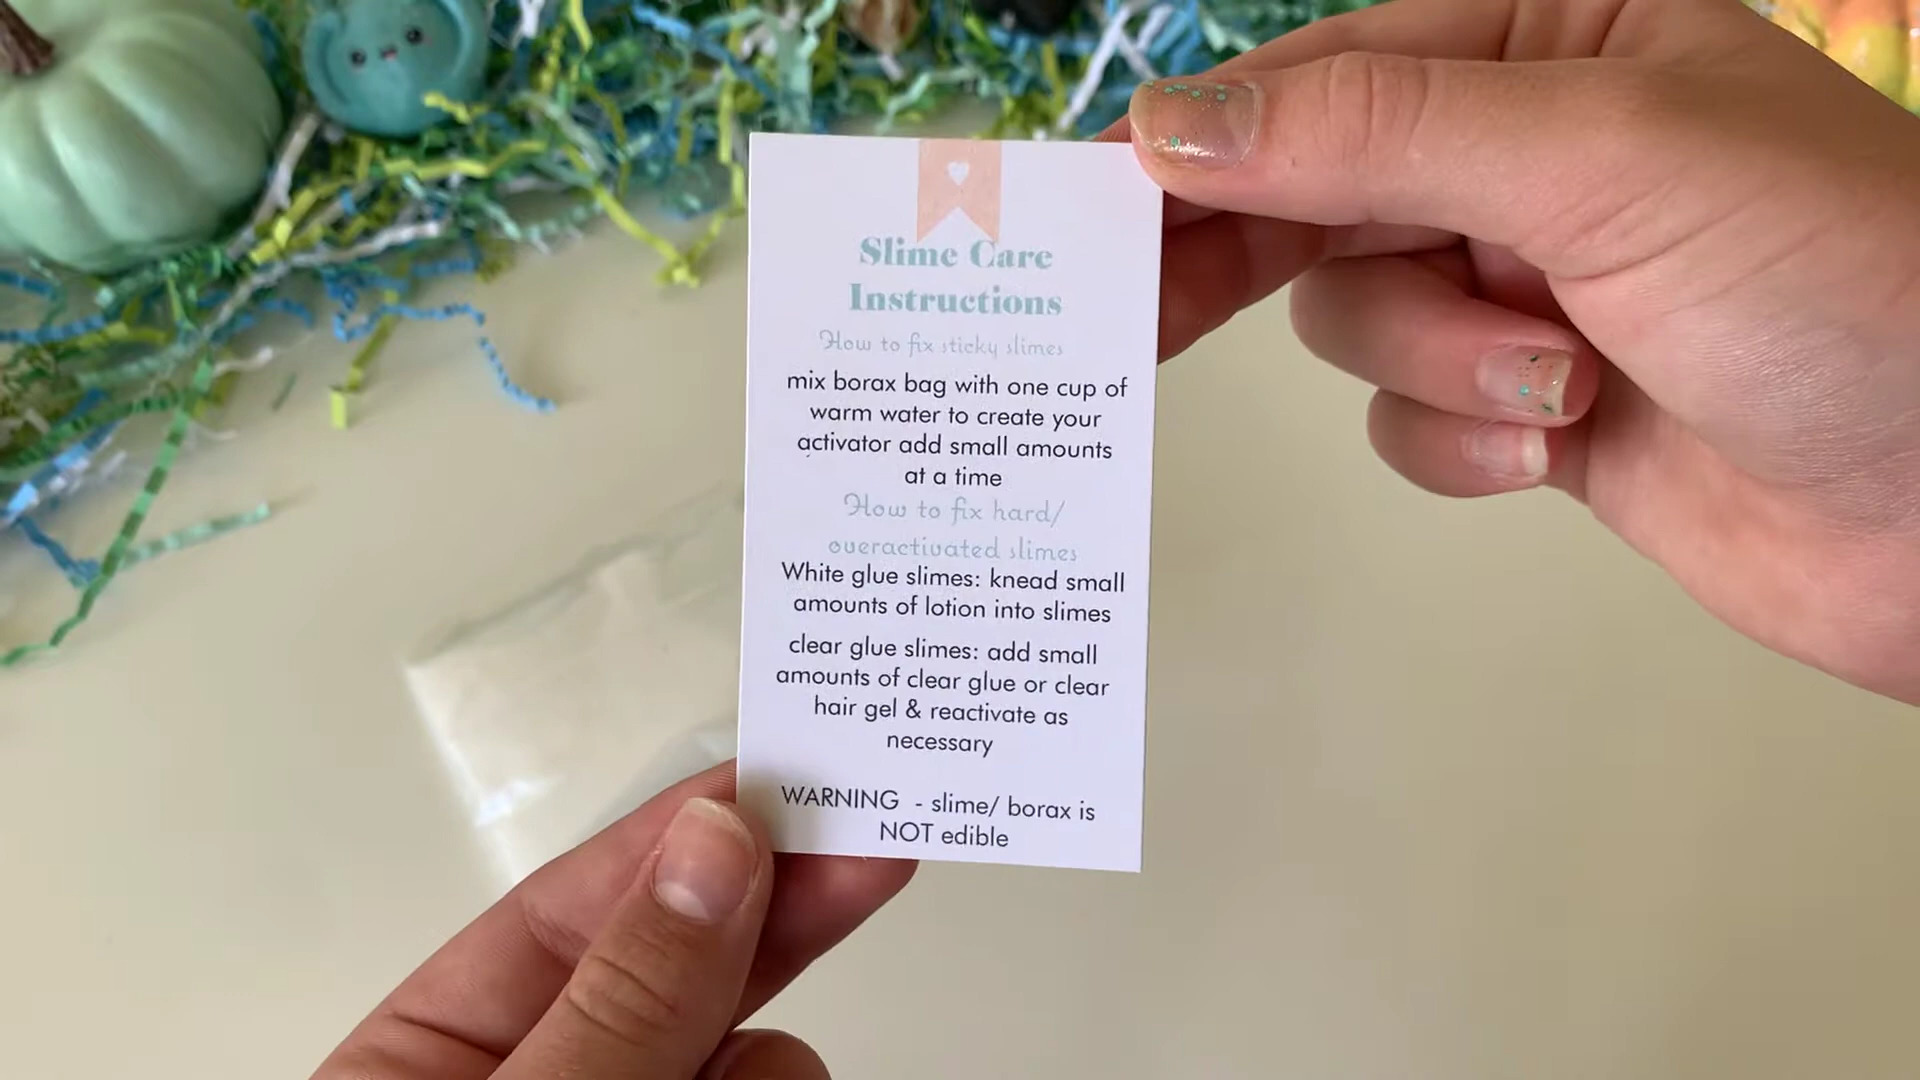 Slime Care
Instructions
How to fix sticky slimes
mix borax bag with one cup of
warm water to create your
activator add small amounts
at a time
How to fix hard/
overactivated slimes
White glue slimes: knead small
amounts of lotion into slimes
clear glue slimes: add small
amounts of clear glue or clear
hair gel & reactivate as
necessary
WARNING - slime/ borax is
NOT edible